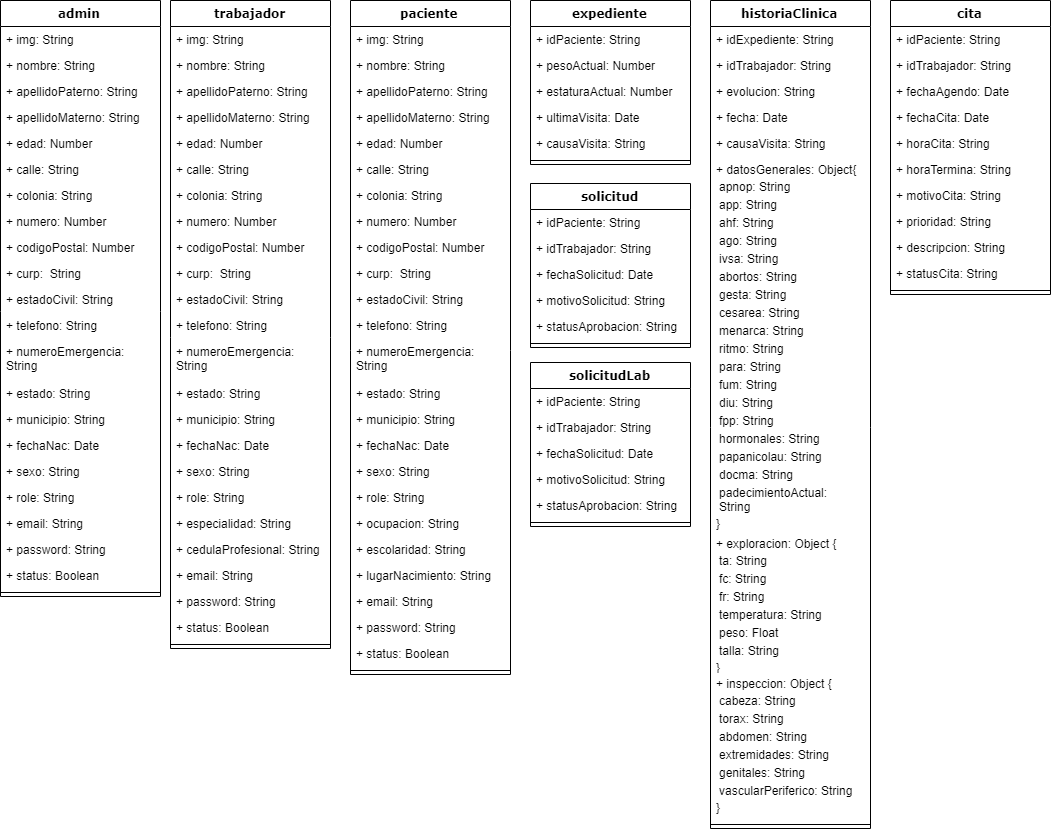 admin
+ img: String
+ nombre: String
+ apellidoPaterno: String
+ apellidoMaterno: String
+ edad: Number
+ calle: String
+ colonia: String
+ numero: Number
+ codigoPostal: Number
+ curp:  String
+ estadoCivil: String
+ telefono: String
+ numeroEmergencia:
String
+ estado: String
+ municipio: String
+ fechaNac: Date
+ sexo: String
+ role: String
+ email: String
+ password: String
+ status: Boolean
trabajador
+ img: String
+ nombre: String
+ apellidoPaterno: String
+ apellidoMaterno: String
+ edad: Number
+ calle: String
+ colonia: String
+ numero: Number
+ codigoPostal: Number
+ curp:  String
+ estadoCivil: String
+ telefono: String
+ numeroEmergencia:
String
+ estado: String
+ municipio: String
+ fechaNac: Date
+ sexo: String
+ role: String
+ especialidad: String
+ cedulaProfesional: String
+ email: String
+ password: String
+ status: Boolean
paciente
+ img: String
+ nombre: String
+ apellidoPaterno: String
+ apellidoMaterno: String
+ edad: Number
+ calle: String
+ colonia: String
+ numero: Number
+ codigoPostal: Number
+ curp:  String
+ estadoCivil: String
+ telefono: String
+ numeroEmergencia:
String
+ estado: String
+ municipio: String
+ fechaNac: Date
+ sexo: String
+ role: String
+ ocupacion: String
+ escolaridad: String
+ lugarNacimiento: String
+ email: String
+ password: String
+ status: Boolean
expediente
+ idPaciente: String
+ pesoActual: Number
+ estaturaActual: Number
+ ultimaVisita: Date
+ causaVisita: String
solicitud
+ idPaciente: String
+ idTrabajador: String
+ fechaSolicitud: Date
+ motivoSolicitud: String
+ statusAprobacion: String
solicitudLab
+ idPaciente: String
+ idTrabajador: String
+ fechaSolicitud: Date
+ motivoSolicitud: String
+ statusAprobacion: String
historiaClinica
+ idExpediente: String
+ idTrabajador: String
+ evolucion: String
+ fecha: Date
+ causaVisita: String
+ datosGenerales: Object{
apnop: String
app: String
ahf: String
ago: String
ivsa: String
abortos: String
gesta: String
cesarea: String
menarca: String
ritmo: String
para: String
fum: String
diu: String
fpp: String
hormonales: String
papanicolau: String
docma: String
padecimientoActual:
String
}
+ exploracion: Object {
ta: String
fc: String
fr: String
temperatura: String
peso: Float
talla: String
}
+ inspeccion: Object {
cabeza: String
torax: String
abdomen: String
extremidades: String
genitales: String
vascularPeriferico: String
}
cita
+ idPaciente: String
+ idTrabajador: String
+ fechaAgendo: Date
+ fechaCita: Date
+ horaCita: String
+ horaTermina: String
+ motivoCita: String
+ prioridad: String
+ descripcion: String
+ statusCita: String